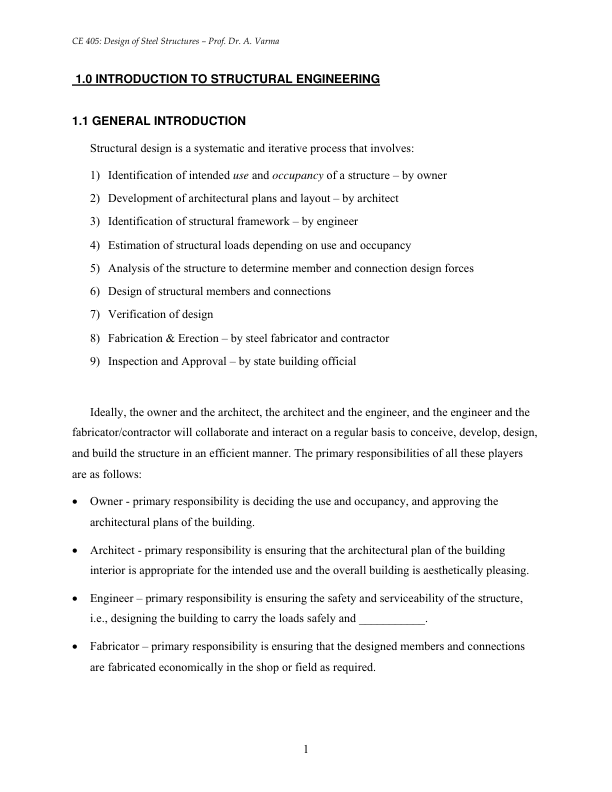 CE 405: Design of Steel Structures – Prof. Dr. A. Varma
1.0 INTRODUCTION TO STRUCTURAL ENGINEERING
1.1 GENERAL INTRODUCTION
Structural design is a systematic and iterative process that involves:
1) Identification of intended use and occupancy of a structure – by owner
2) Development of architectural plans and layout – by architect
3) Identification of structural framework – by engineer
4) Estimation of structural loads depending on use and occupancy
5) Analysis of the structure to determine member and connection design forces
6) Design of structural members and connections
7) Verification of design
8) Fabrication & Erection – by steel fabricator and contractor
9) Inspection and Approval – by state building official
Ideally, the owner and the architect, the architect and the engineer, and the engineer and the
fabricator/contractor will collaborate and interact on a regular basis to conceive, develop, design,
and build the structure in an efficient manner. The primary responsibilities of all these players
are as follows:
• Owner - primary responsibility is deciding the use and occupancy, and approving the
architectural plans of the building.
• Architect - primary responsibility is ensuring that the architectural plan of the building
interior is appropriate for the intended use and the overall building is aesthetically pleasing.
• Engineer – primary responsibility is ensuring the safety and serviceability of the structure,
i.e., designing the building to carry the loads safely and ___________.
• Fabricator – primary responsibility is ensuring that the designed members and connections
are fabricated economically in the shop or field as required.
1